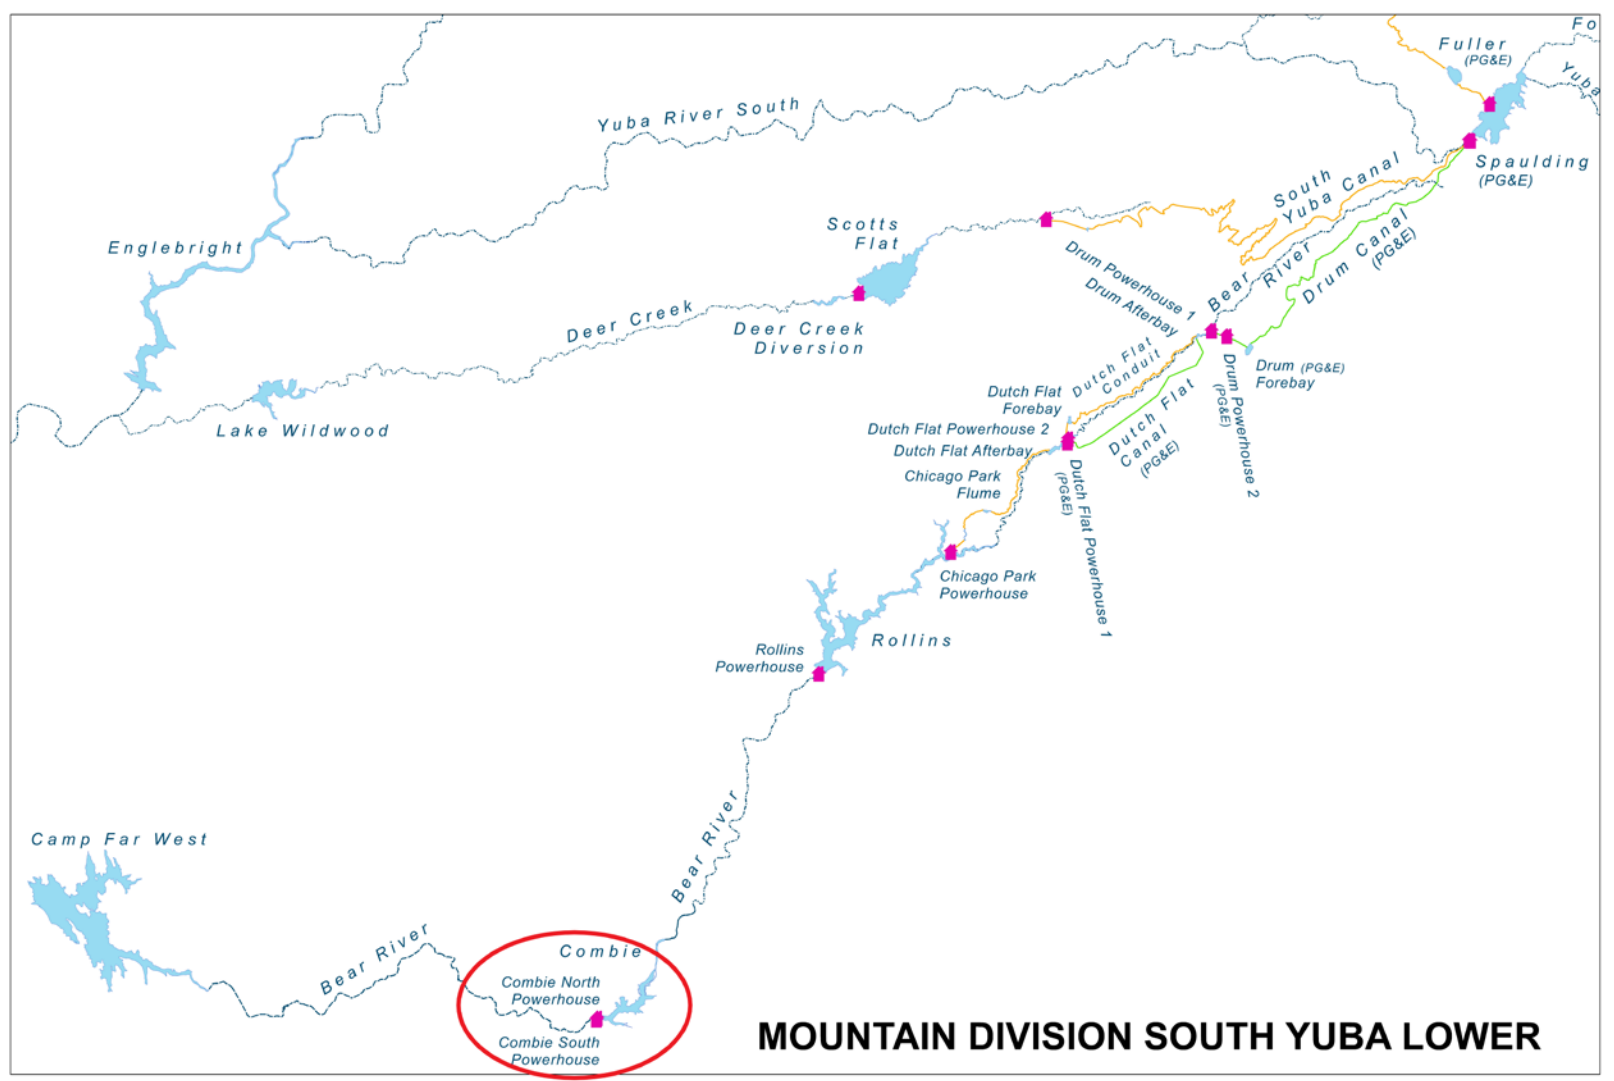 Fo
Fuller
(PG&E)
Yuba
Yuba River South
Spaulding
(PG&E)
South
Yuba Canal
Scotts
Flat
Englebright
Drum Canal
(PG&E)
Bear
River
Drum Powerhouse 1
Drum Afterbay
Deer Creek
Deer Creek
Diversion
Dutch Flat
Conduit
Drum (PG&E)
Forebay
Drum Powerhouse 2
(PG&E)
Dutch Flat
Forebay
Dutch Flat
Canal
(PG&E)
Lake Wildwood
Dutch Flat Powerhouse 2
Dutch Flat Afterbay
Chicago Park
Flume
Dutch Flat Powerhouse 1
(PG&E)
Chicago Park
Powerhouse
Rollins
Rollins
Powerhouse
Bear River
Camp Far West
Bear River
Combie
Combie North
Powerhouse
Combie South
Powerhouse
MOUNTAIN DIVISION SOUTH YUBA LOWER